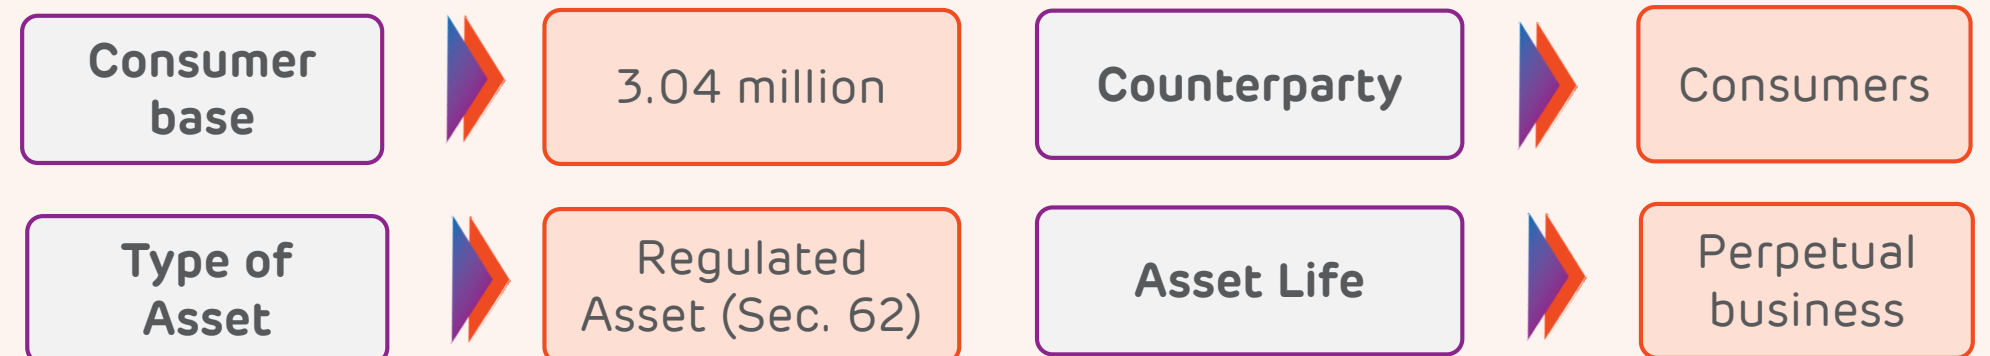 Consumer
base
3.04 million
Counterparty
Consumers
Type of
Asset
Regulated
Asset (Sec. 62)
Asset Life
Perpetual
business